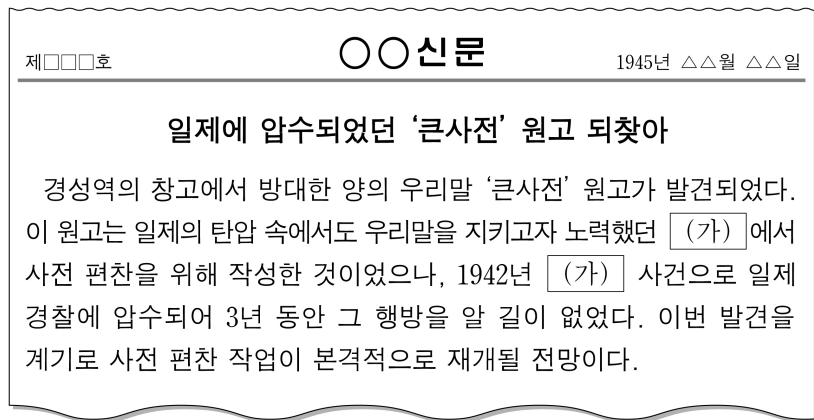 제□□□호
○○신문
1945년 △△월 △△일
일제에 압수되었던 ‘큰사전’ 원고 되찾아
경성역의 창고에서 방대한 양의 우리말 ‘큰사전’ 원고가 발견되었다.
이 원고는 일제의 탄압 속에서도 우리말을 지키고자 노력했던 (가)에서
사전 편찬을 위해 작성한 것이었으나, 1942년 (가) 사건으로 일제
경찰에 압수되어 3년 동안 그 행방을 알 길이 없었다. 이번 발견을
계기로 사전 편찬 작업이 본격적으로 재개될 전망이다.